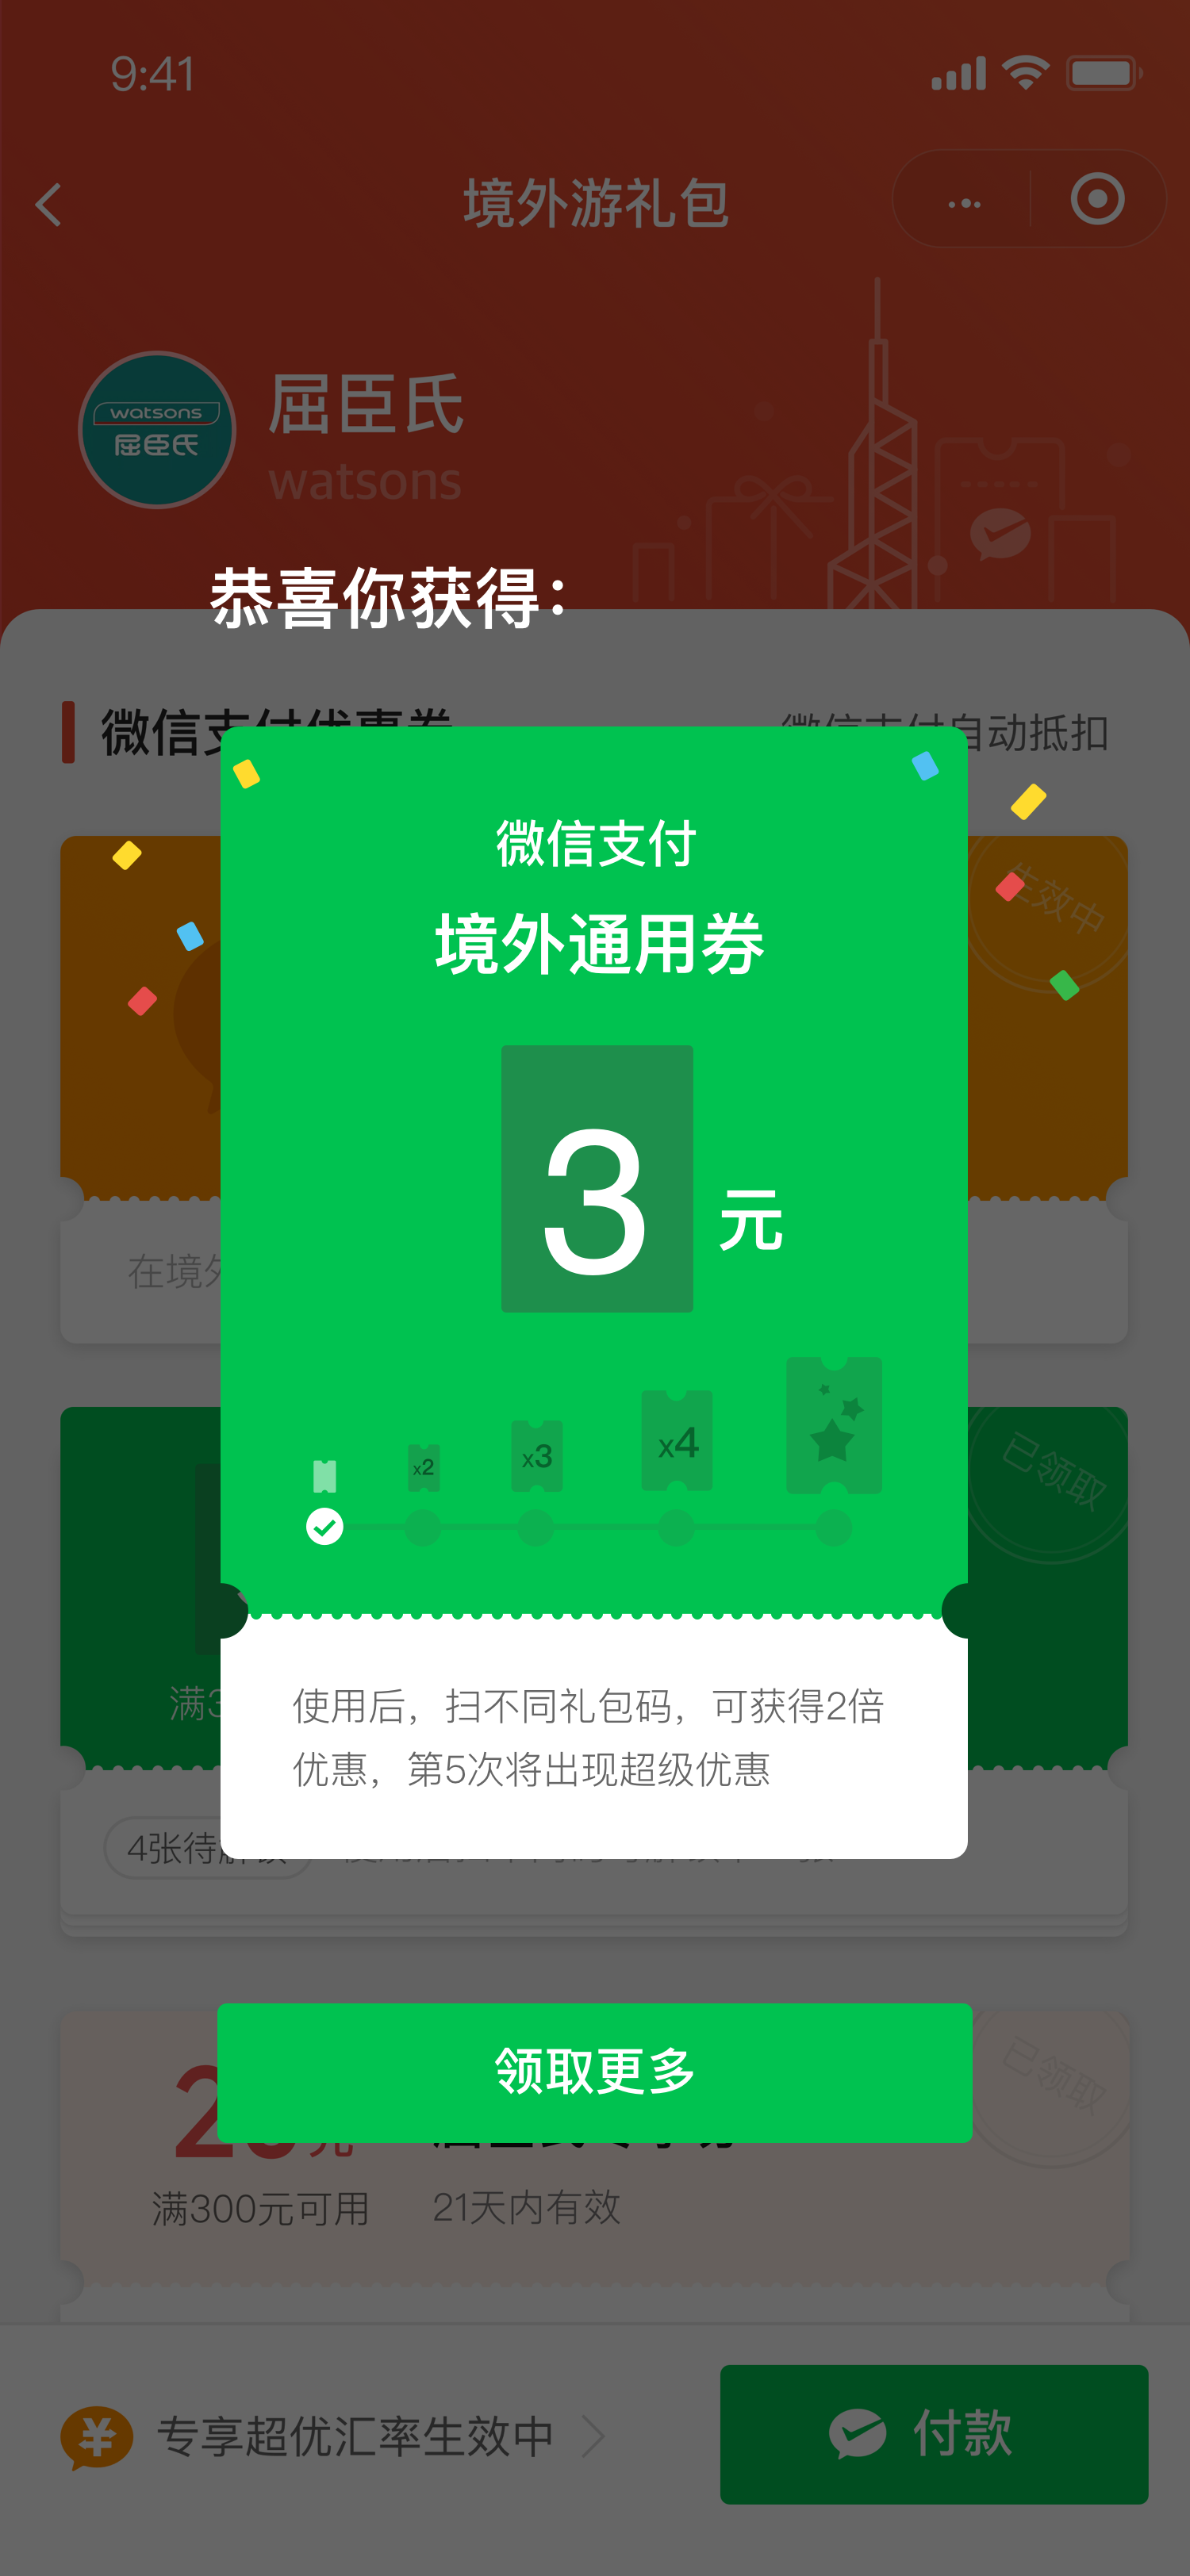 9:41
境外游礼包
watsons
屈臣氏
屈臣氏
watsons
恭喜你获得：
微信支付优惠券
微信支付自动抵扣
生效中
微信支付
境外通用券
3
元
在境外
x2
x3
x4
已领取
满3
使用后，扫不同礼包码，可获得2倍
优惠，第5次将出现超级优惠
4张待解锁
领取更多
已领取
元
满300元可用
21天内有效
专享超优汇率生效中
付款